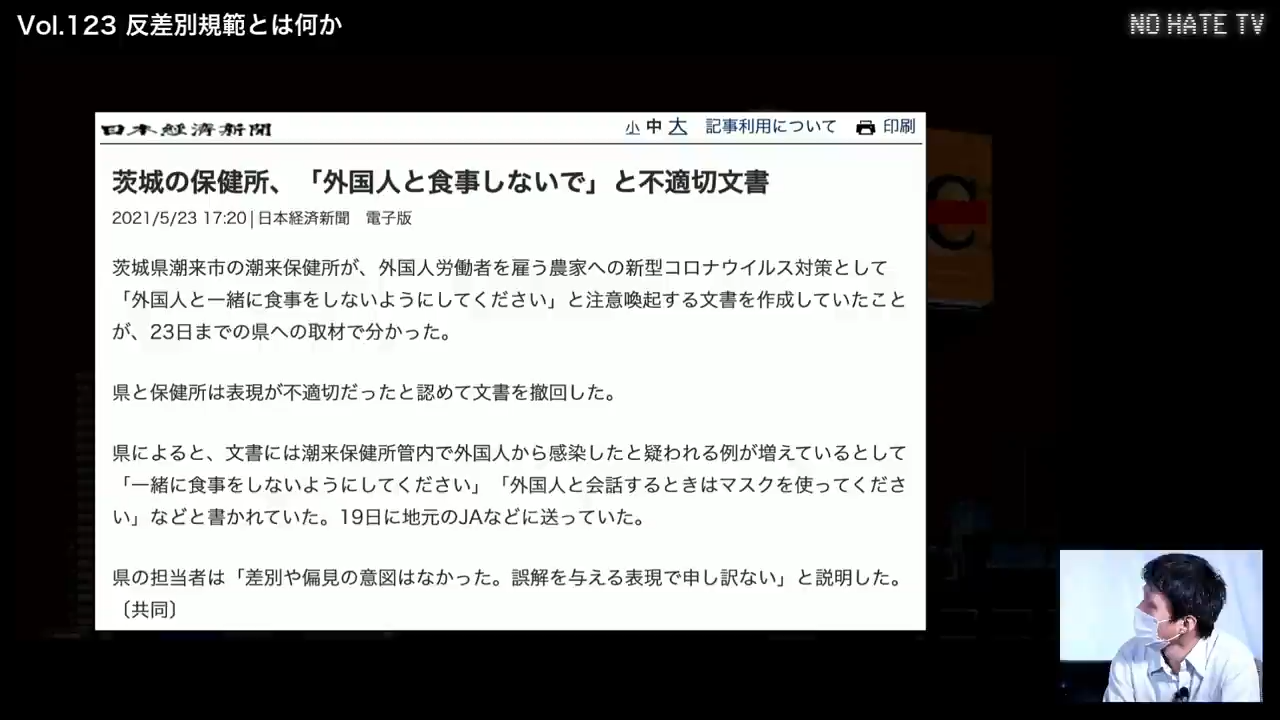 Vol.123 反差別規範とは何か
NO HATE TV
日本経済新聞
小 中 大 記事利用について 印刷
茨城の保健所、「外国人と食事しないで」と不適切文書
2021/5/23 17:20 | 日本経済新聞 電子版
茨城県潮来市の潮来保健所が、外国人労働者を雇う農家への新型コロナウイルス対策として
「外国人と一緒に食事をしないようにしてください」と注意喚起する文書を作成していたこと
が、23日までの県への取材で分かった。
県と保健所は表現が不適切だったと認めて文書を撤回した。
県によると、文書には潮来保健所管内で外国人から感染したと疑われる例が増えているとして
「一緒に食事をしないようにしてください」「外国人と会話するときはマスクを使ってくださ
い」などと書かれていた。19日に地元のJAなどに送っていた。
県の担当者は「差別や偏見の意図はなかった。誤解を与える表現で申し訳ない」と説明した。
〔共同〕
C